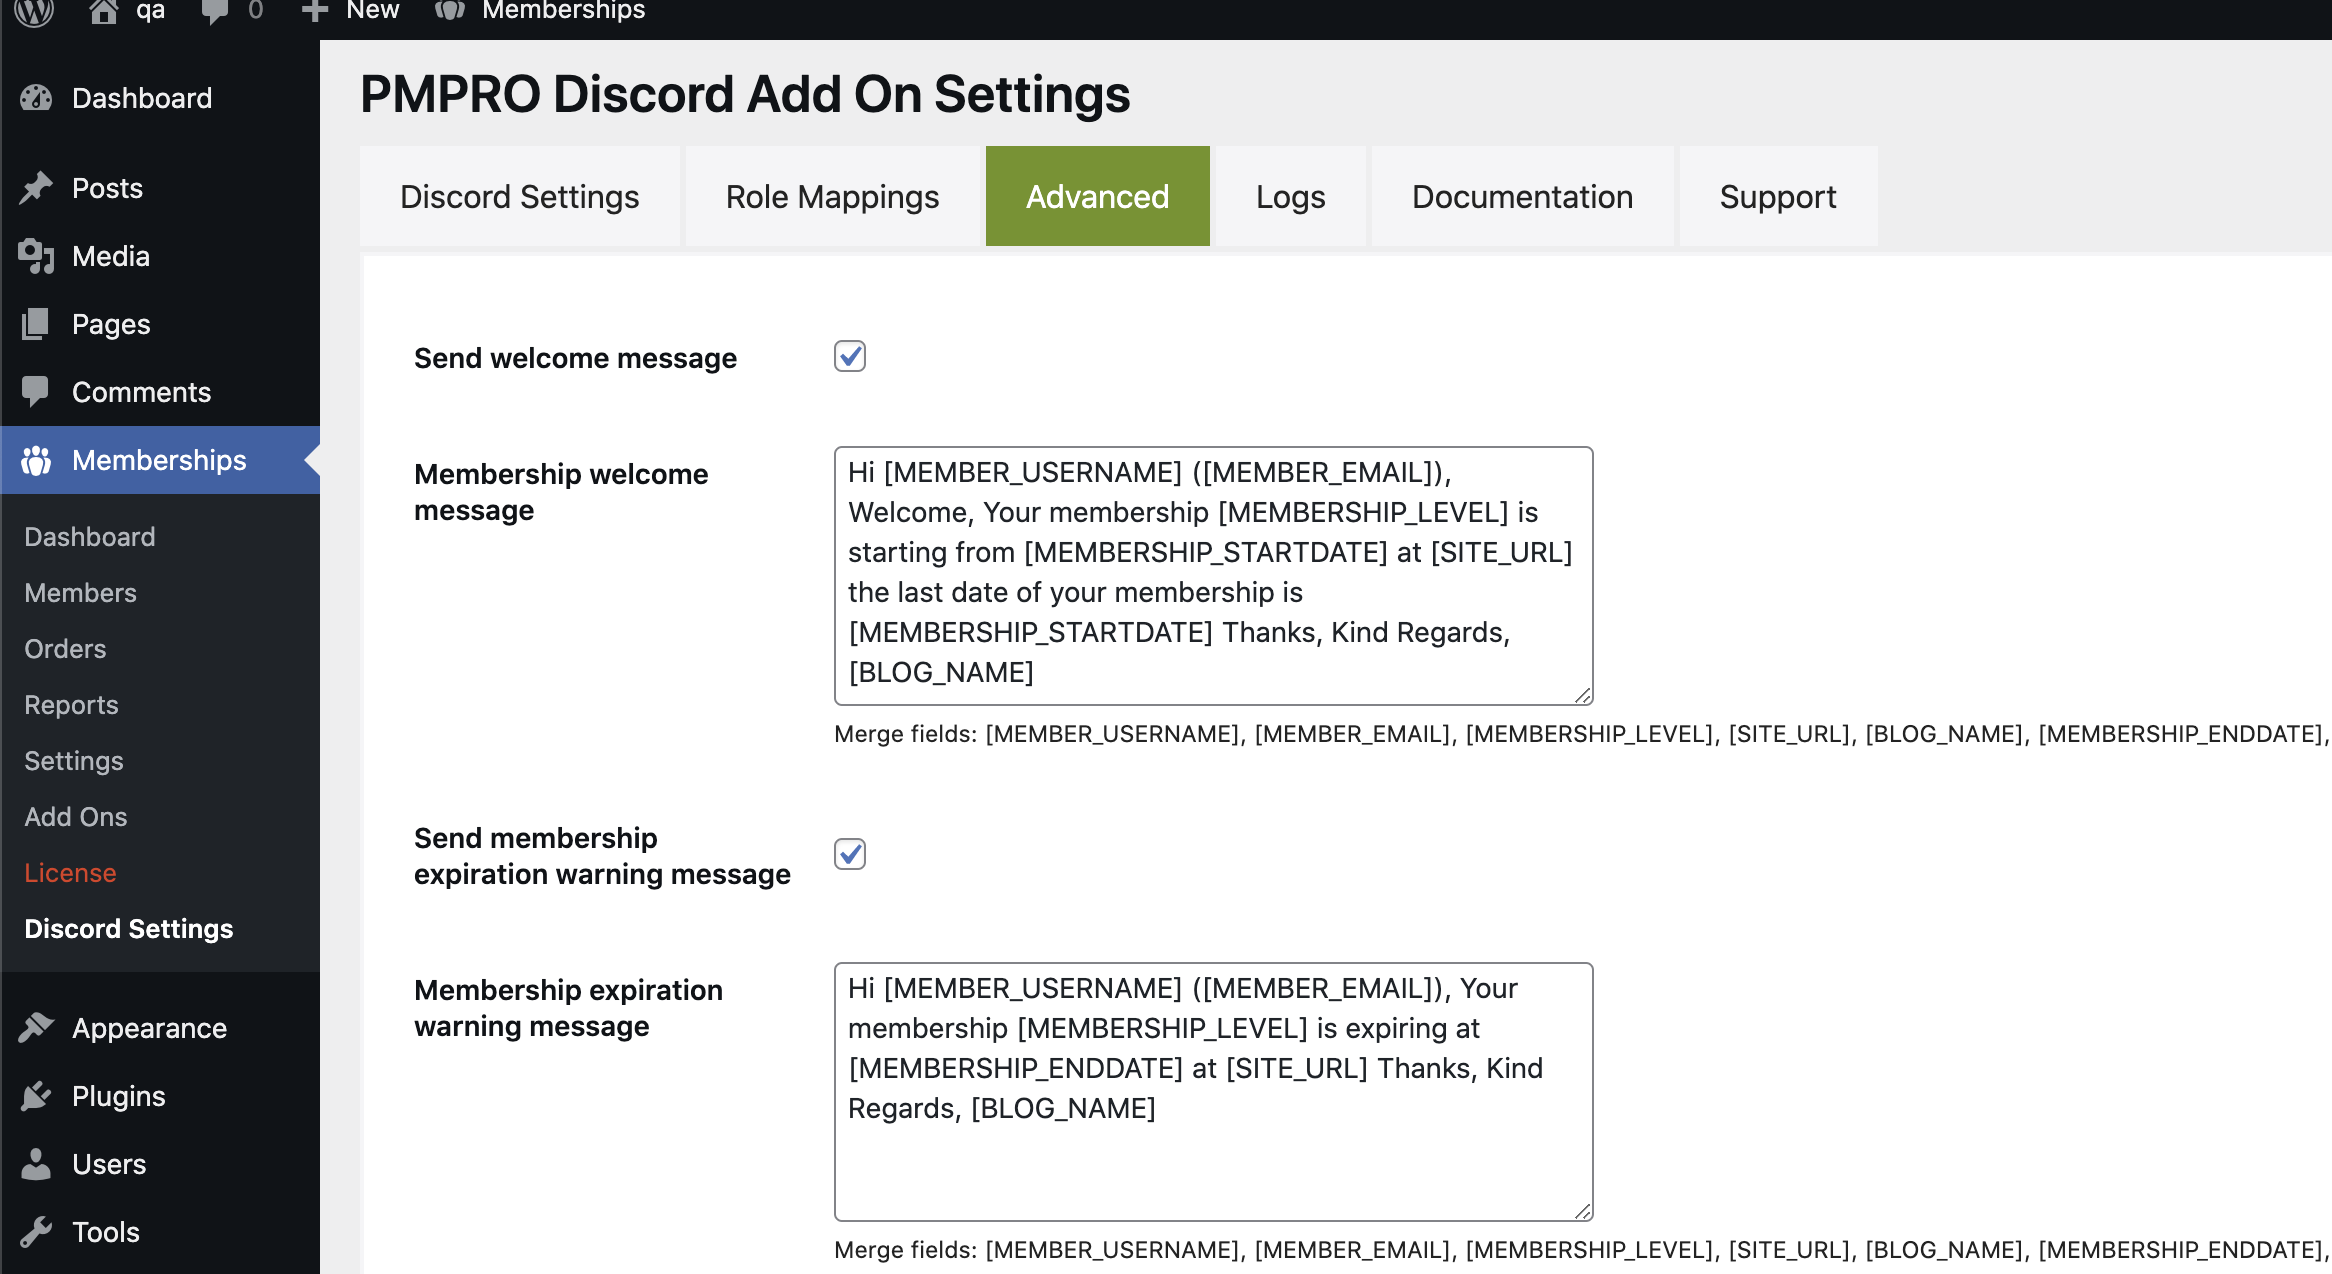 qa 0 New Memberships
Dashboard
Posts
Media
Pages
Comments
Memberships
Dashboard
Members
Orders
Reports
Settings
Add Ons
License
Discord Settings
Appearance
Plugins
Users
Tools
PMPRO Discord Add On Settings
Discord Settings Role Mappings Advanced Logs Documentation Support
Send welcome message
Membership welcome
message
Hi [MEMBER_USERNAME] ([MEMBER_EMAIL]),
Welcome, Your membership [MEMBERSHIP_LEVEL] is
starting from [MEMBERSHIP_STARTDATE] at [SITE_URL]
the last date of your membership is
[MEMBERSHIP_STARTDATE] Thanks, Kind Regards,
[BLOG_NAME]
Merge fields: [MEMBER_USERNAME], [MEMBER_EMAIL], [MEMBERSHIP_LEVEL], [SITE_URL], [BLOG_NAME], [MEMBERSHIP_ENDDATE],
Send membership
expiration warning message
Membership expiration
warning message
Hi [MEMBER_USERNAME] ([MEMBER_EMAIL]), Your
membership [MEMBERSHIP_LEVEL] is expiring at
[MEMBERSHIP_ENDDATE] at [SITE_URL] Thanks, Kind
Regards, [BLOG_NAME]
Merge fields: [MEMBER_USERNAME], [MEMBER_EMAIL], [MEMBERSHIP_LEVEL], [SITE_URL], [BLOG_NAME], [MEMBERSHIP_ENDDATE],